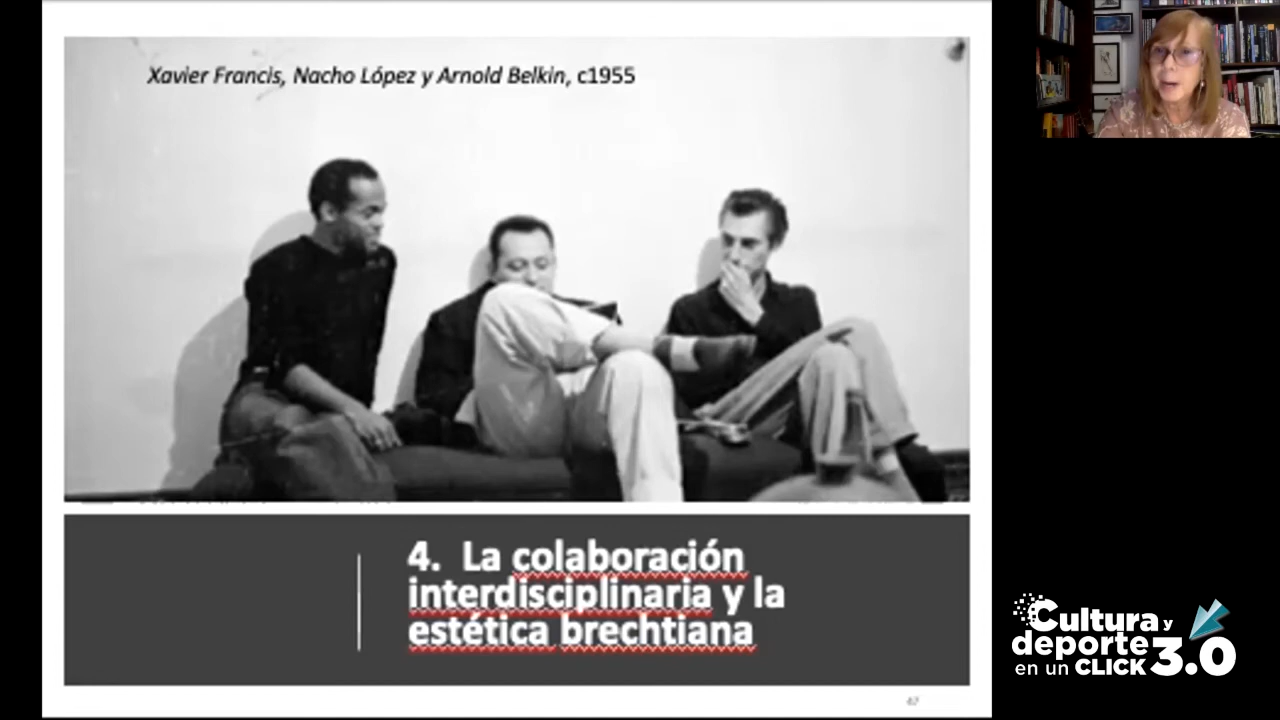 Xavier Francis, Nacho López y Arnold Belkin, c1955
4. La colaboración
interdisciplinaria y la
estética brechtiana
47
Cultura y
deporte 3.0
en un CLICK